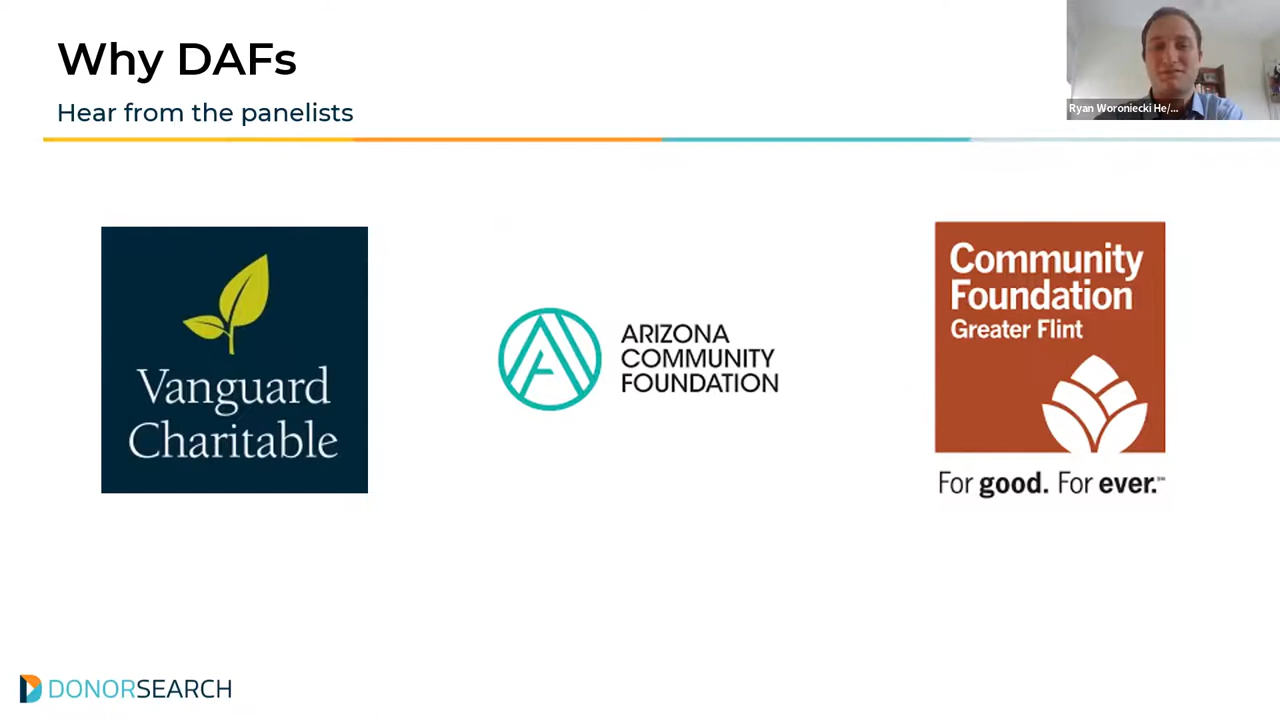 Why DAFs
Hear from the panelists
Ryan Woroniecki He/...
Vanguard
Charitable
ARIZONA
COMMUNITY
FOUNDATION
Community
Foundation
Greater Flint
For good. For ever.℠
DONORSEARCH